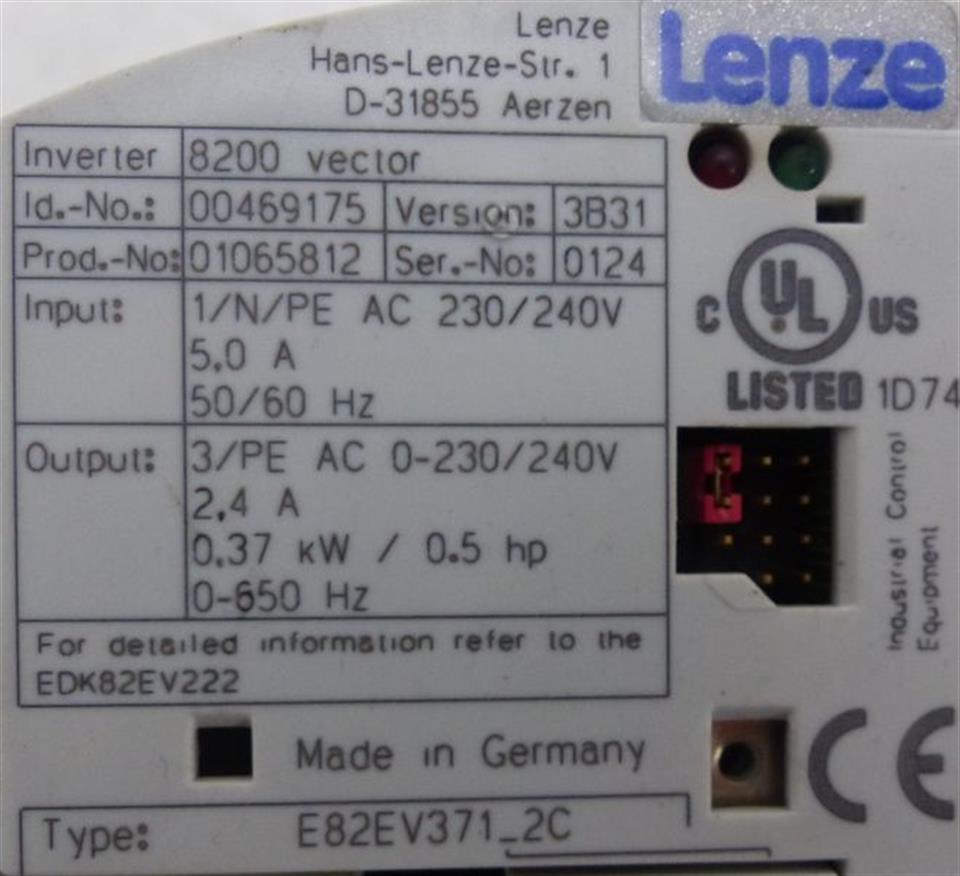 Lenze
Hans-Lenze-Str. 1
D-31855 Aerzen
Lenze
Inverter 8200 vector
Id.-No.: 00469175 Version: 3B31
Prod.-No: 01065812 Ser.-No: 0124
Input: 1/N/PE AC 230/240V
5.0 A
50/60 Hz
Output: 3/PE AC 0-230/240V
2.4 A
0.37 kW / 0.5 hp
0-650 Hz
For detailed information refer to the
EDK82EV222
C UL US
LISTED 1D74
Industrial Control
Equipment
Made in Germany
CE
Type: E82EV371_2C